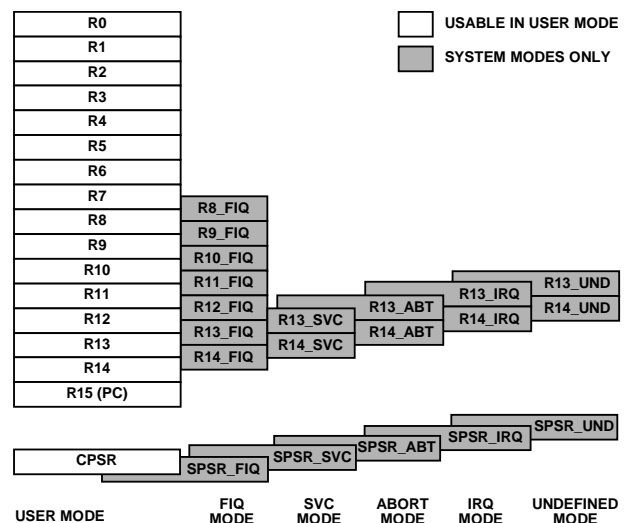 R0
R1
R2
R3
R4
R5
R6
R7
R8
R9
R10
R11
R12
R13
R14
R15 (PC)
USABLE IN USER MODE
SYSTEM MODES ONLY
R8_FIQ
R9_FIQ
R10_FIQ
R11_FIQ
R12_FIQ
R13_FIQ
R14_FIQ
R13_SVC
R14_SVC
R13_ABT
R14_ABT
R13_IRQ
R14_IRQ
R13_UND
R14_UND
CPSR
SPSR_FIQ
SPSR_SVC
SPSR_ABT
SPSR_IRQ
SPSR_UND
USER MODE
FIQ
MODE
SVC
MODE
ABORT
MODE
IRQ
MODE
UNDEFINED
MODE